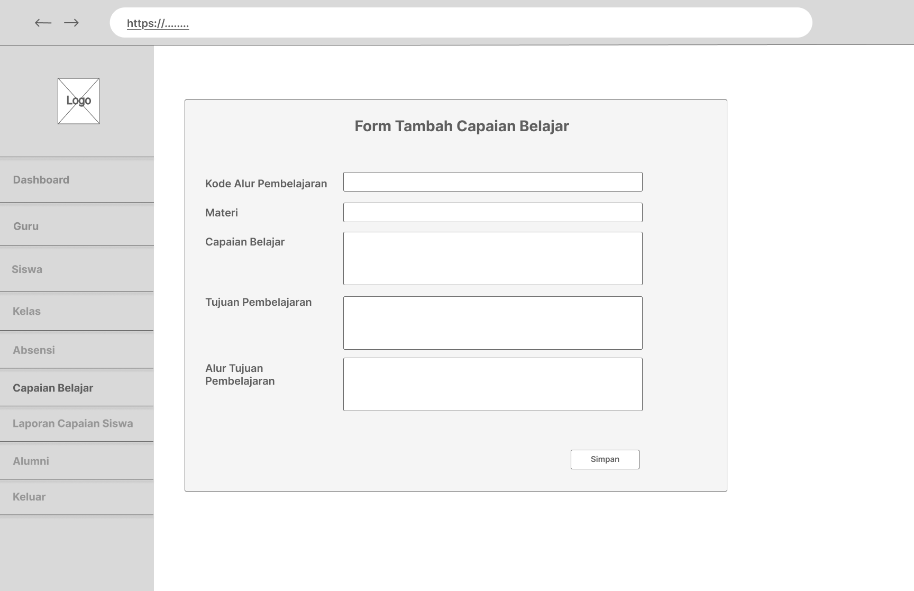 https://........
Logo
Dashboard
Guru
Siswa
Kelas
Absensi
Capaian Belajar
Laporan Capaian Siswa
Alumni
Keluar
Form Tambah Capaian Belajar
Kode Alur Pembelajaran
Materi
Capaian Belajar
Tujuan Pembelajaran
Alur Tujuan
Pembelajaran
Simpan